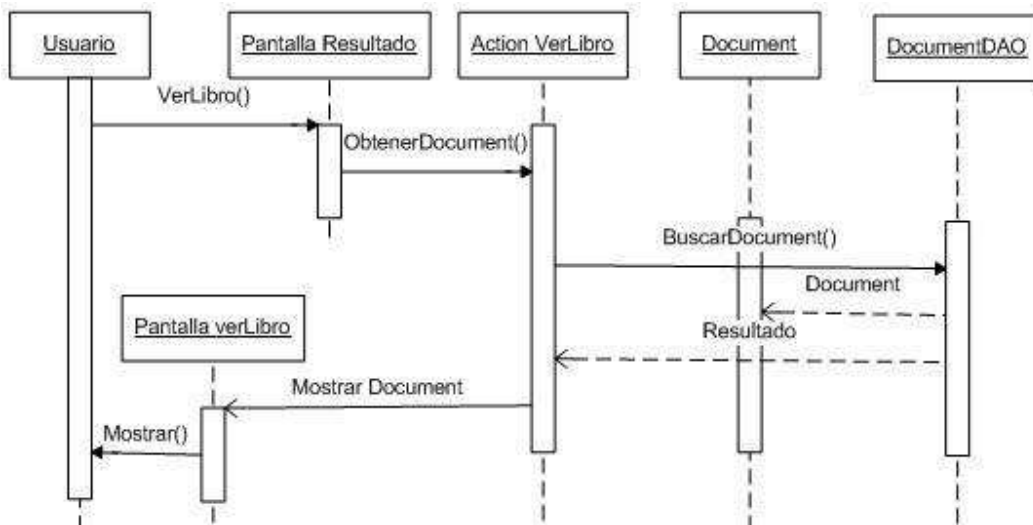 Usuario
Pantalla Resultado
Action VerLibro
Document
DocumentDAO
VerLibro()
ObtenerDocument()
BuscarDocument()
Document
Resultado
Pantalla verLibro
Mostrar Document
Mostrar()